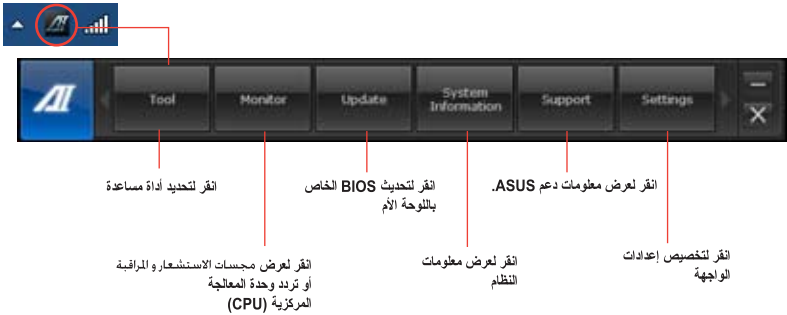 Tool
Monitor
Update
System
Information
Support
Settings
انقر لتحديد أداة مساعدة
انقر لتحديث BIOS الخاص
باللوحة الأم
انقر لعرض معلومات دعم ASUS.
انقر لعرض مجسات الاستشعار والمراقبة
أو تردد وحدة المعالجة
المركزية (CPU)
انقر لعرض معلومات
النظام
انقر لتخصيص إعدادات
الواجهة